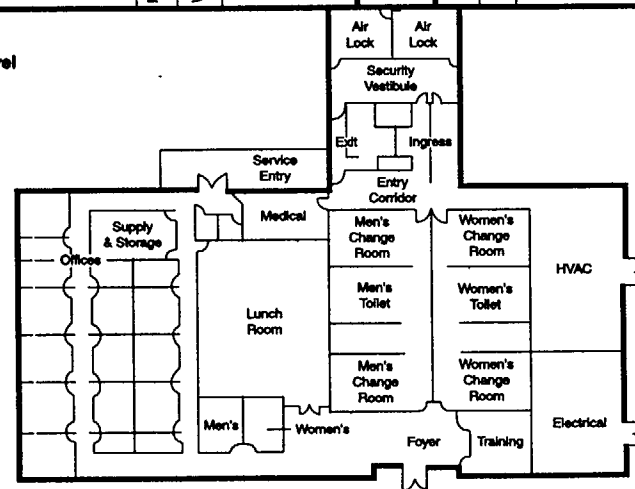 Air
Lock
Air
Lock
Security
Vestibule
Exit
Ingress
Service
Entry
Entry
Corridor
Medical
Supply
& Storage
Men's
Change
Room
Women's
Change
Room
Offices
HVAC
Men's
Toilet
Women's
Toilet
Lunch
Room
Men's
Change
Room
Women's
Change
Room
Men's
Women's
Electrical
Foyer
Training